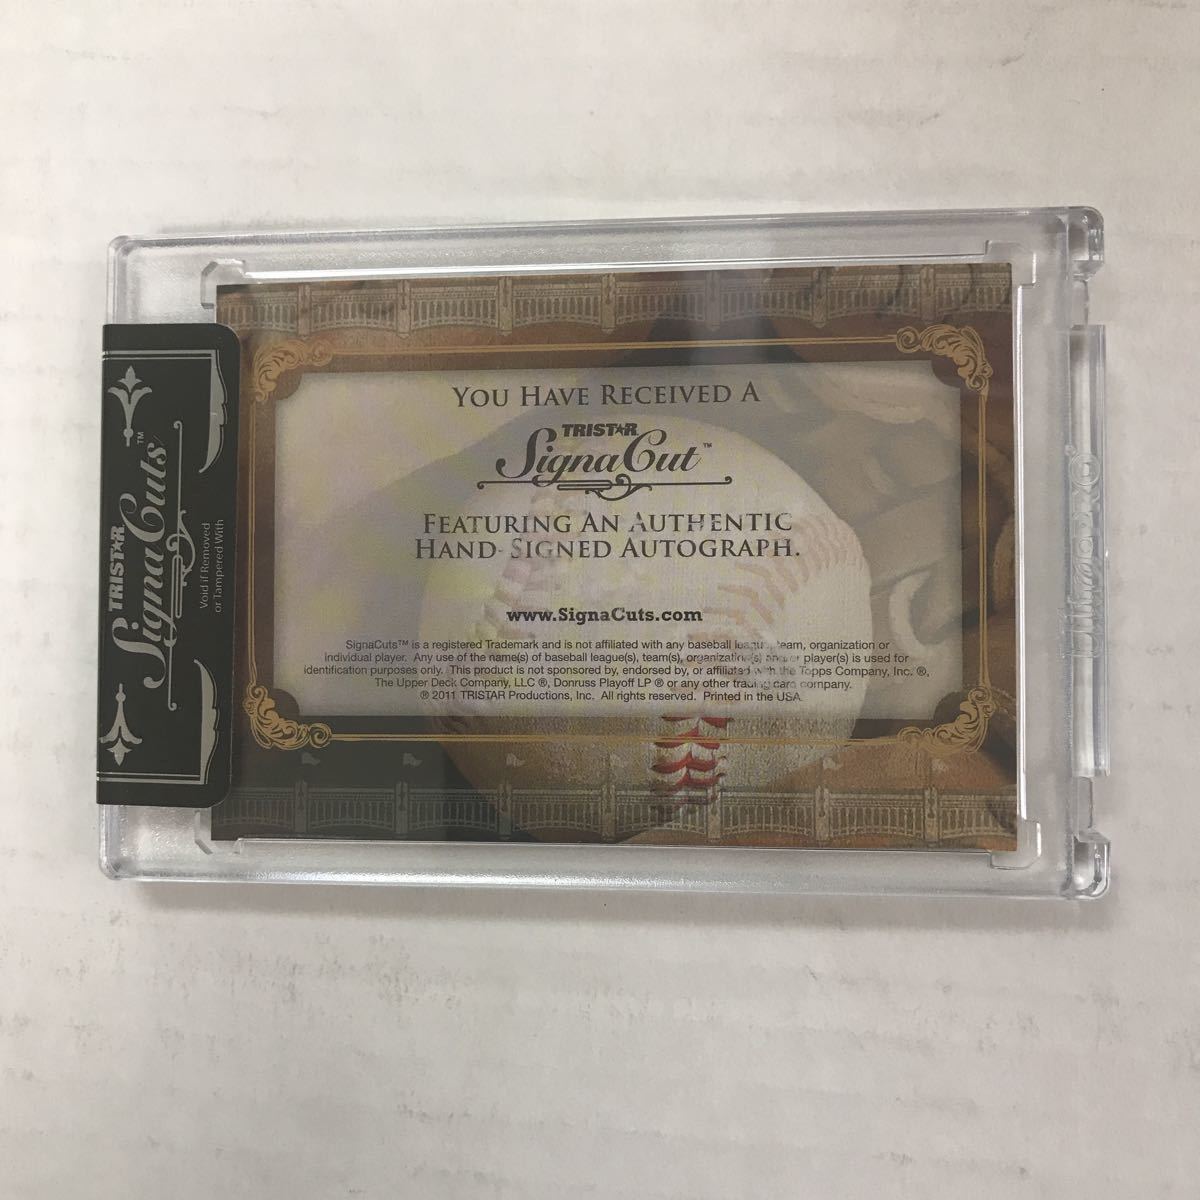 YOU HAVE RECEIVED A
TRISTAR
SignaCut™
FEATURING AN AUTHENTIC
HAND-SIGNED AUTOGRAPH.
www.SignaCuts.com
SignaCuts™ is a registered Trademark and is not affiliated with any baseball league, team, organization or
individual player. Any use of the name(s) of baseball league(s), team(s), organization(s) and/or player(s) is used for
identification purposes only. This product is not sponsored by, endorsed by, or affiliated with the Topps Company, Inc. ®,
The Upper Deck Company, LLC ®, Donruss Playoff LP ® or any other trading card company.
® 2011 TRISTAR Productions, Inc. All rights reserved. Printed in the USA.
TRISTAR
SignaCuts™
Void if Removed
or Tampered With
ultra•PRO®